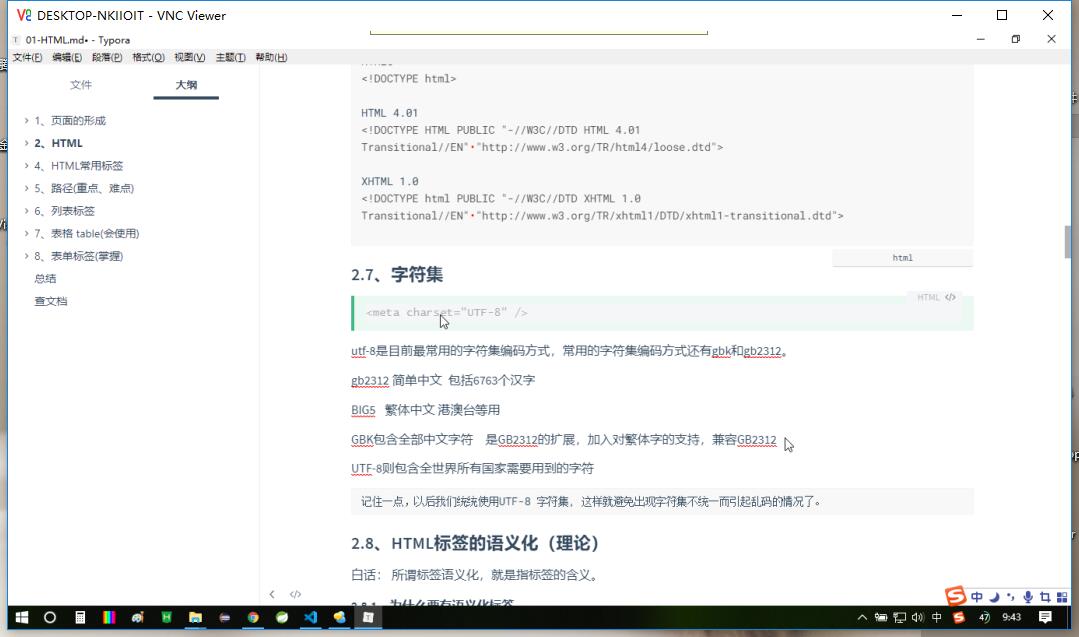 DESKTOP-NKIIOIT - VNC Viewer
01-HTML.md• - Typora
文件(F) 编辑(E) 段落(P) 格式(O) 视图(V) 主题(T) 帮助(H)
文件 大纲
1、页面的形成
2、HTML
4、HTML常用标签
5、路径(重点、难点)
6、列表标签
7、表格 table(会使用)
8、表单标签(掌握)
总结
查文档
<!DOCTYPE html>
HTML 4.01
<!DOCTYPE HTML PUBLIC "-//W3C//DTD HTML 4.01
Transitional//EN"•"http://www.w3.org/TR/html4/loose.dtd">
XHTML 1.0
<!DOCTYPE html PUBLIC "-//W3C//DTD XHTML 1.0
Transitional//EN"•"http://www.w3.org/TR/xhtml1/DTD/xhtml1-transitional.dtd">
html
2.7、字符集
HTML </>
<meta charset="UTF-8" />
utf-8是目前最常用的字符集编码方式，常用的字符集编码方式还有gbk和gb2312。
gb2312 简单中文 包括6763个汉字
BIG5 繁体中文 港澳台等用
GBK包含全部中文字符 是GB2312的扩展，加入对繁体字的支持，兼容GB2312
UTF-8则包含全世界所有国家需要用到的字符
记住一点，以后我们统统使用UTF-8 字符集，这样就避免出现字符集不统一而引起乱码的情况了。
2.8、HTML标签的语义化（理论）
白话： 所谓标签语义化，就是指标签的含义。
2.8.1、为什么要有语义化标签
中
中 47 9:43